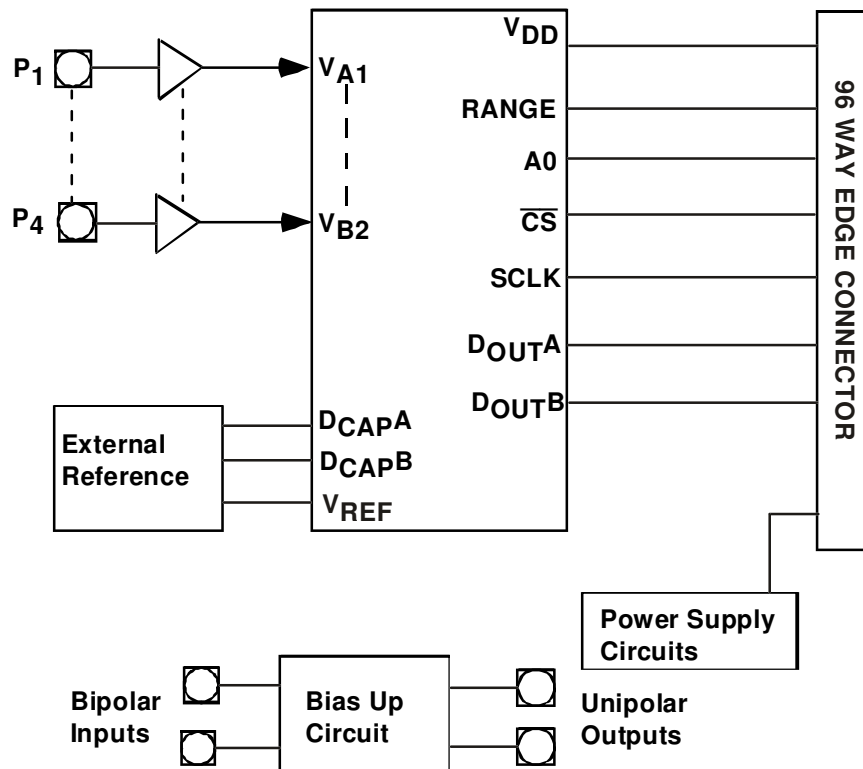 P1
VA1
VDD
RANGE
A0
P4
VB2
CS
SCLK
DOUTA
DOUTB
96 WAY EDGE CONNECTOR
External
Reference
DCAPA
DCAPB
VREF
Power Supply
Circuits
Bipolar
Inputs
Bias Up
Circuit
Unipolar
Outputs